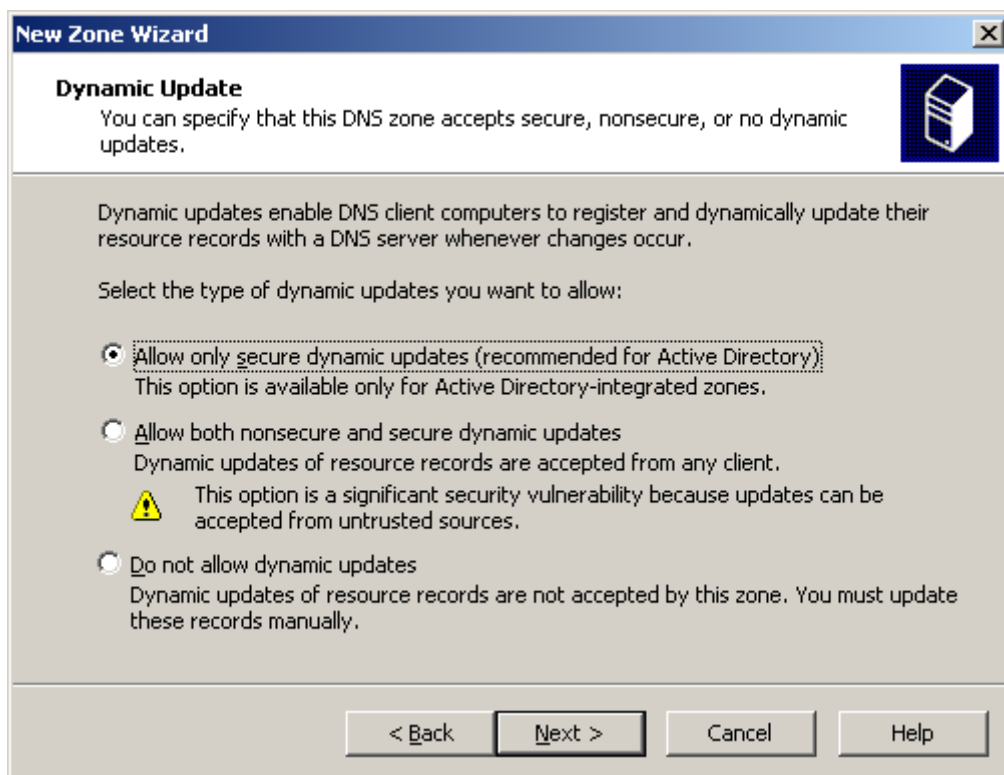 New Zone Wizard
Dynamic Update
You can specify that this DNS zone accepts secure, nonsecure, or no dynamic
updates.
Dynamic updates enable DNS client computers to register and dynamically update their
resource records with a DNS server whenever changes occur.
Select the type of dynamic updates you want to allow:
Allow only secure dynamic updates (recommended for Active Directory)
This option is available only for Active Directory-integrated zones.
Allow both nonsecure and secure dynamic updates
Dynamic updates of resource records are accepted from any client.
This option is a significant security vulnerability because updates can be
accepted from untrusted sources.
Do not allow dynamic updates
Dynamic updates of resource records are not accepted by this zone. You must update
these records manually.
< Back Next > Cancel Help